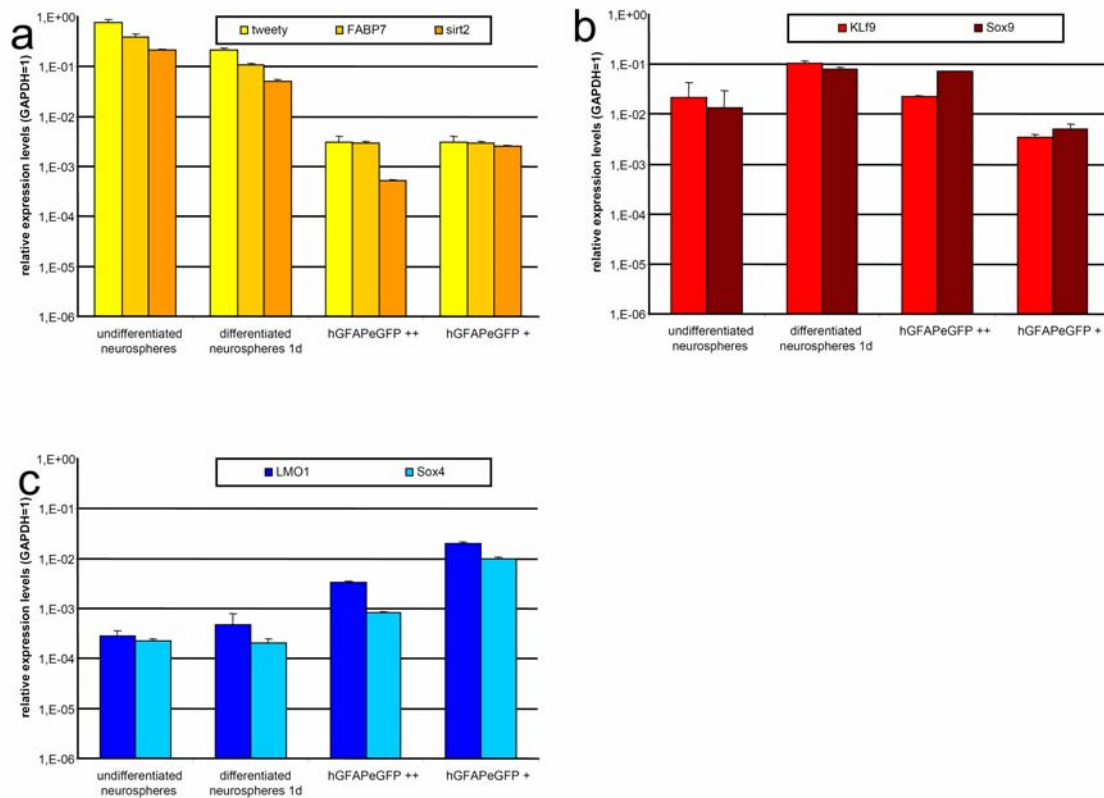 a
relative expression levels (GAPDH=1)
1,E+00
1,E-01
1,E-02
1,E-03
1,E-04
1,E-05
1,E-06
tweety FABP7 sirt2
undifferentiated neurospheres
differentiated neurospheres 1d
hGFAPeGFP ++
hGFAPeGFP +
b
relative expression levels (GAPDH=1)
1,E+00
1,E-01
1,E-02
1,E-03
1,E-04
1,E-05
1,E-06
KLf9 Sox9
undifferentiated neurospheres
differentiated neurospheres 1d
hGFAPeGFP ++
hGFAPeGFP +
c
relative expression levels (GAPDH=1)
1,E+00
1,E-01
1,E-02
1,E-03
1,E-04
1,E-05
1,E-06
LMO1 Sox4
undifferentiated neurospheres
differentiated neurospheres 1d
hGFAPeGFP ++
hGFAPeGFP +